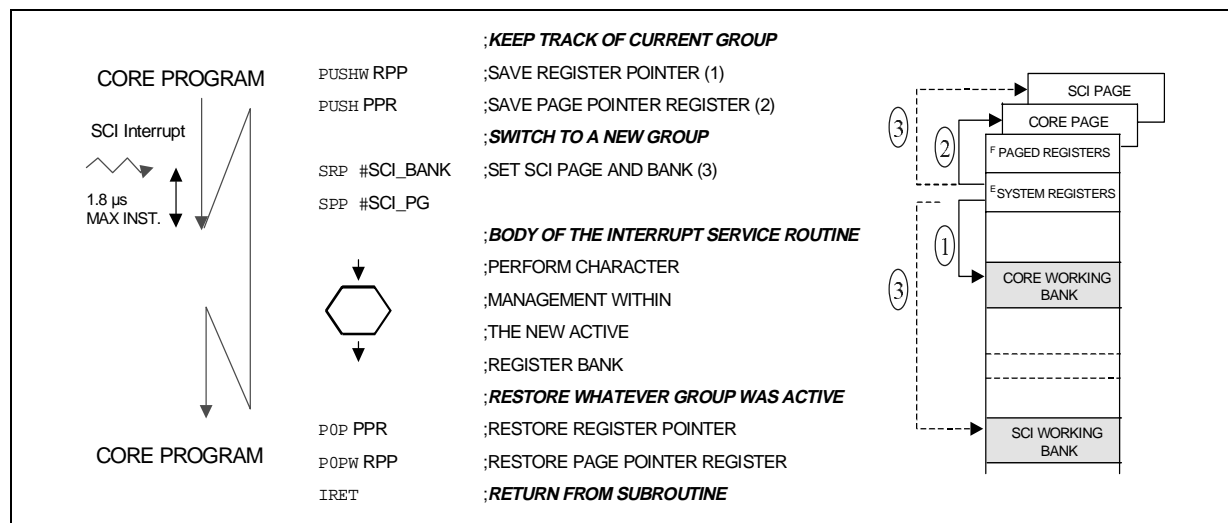 ;KEEP TRACK OF CURRENT GROUP
CORE PROGRAM
PUSHW RPP ;SAVE REGISTER POINTER (1)
PUSH PPR ;SAVE PAGE POINTER REGISTER (2)
SCI Interrupt
;SWITCH TO A NEW GROUP
SRP #SCI_BANK ;SET SCI PAGE AND BANK (3)
1.8 µs
MAX INST.
SPP #SCI_PG
;BODY OF THE INTERRUPT SERVICE ROUTINE
;PERFORM CHARACTER
;MANAGEMENT WITHIN
;THE NEW ACTIVE
;REGISTER BANK
;RESTORE WHATEVER GROUP WAS ACTIVE
P0P PPR ;RESTORE REGISTER POINTER
P0PW RPP ;RESTORE PAGE POINTER REGISTER
CORE PROGRAM
IRET ;RETURN FROM SUBROUTINE
SCI PAGE
CORE PAGE
3
2
F PAGED REGISTERS
E SYSTEM REGISTERS
1
CORE WORKING
BANK
3
SCI WORKING
BANK